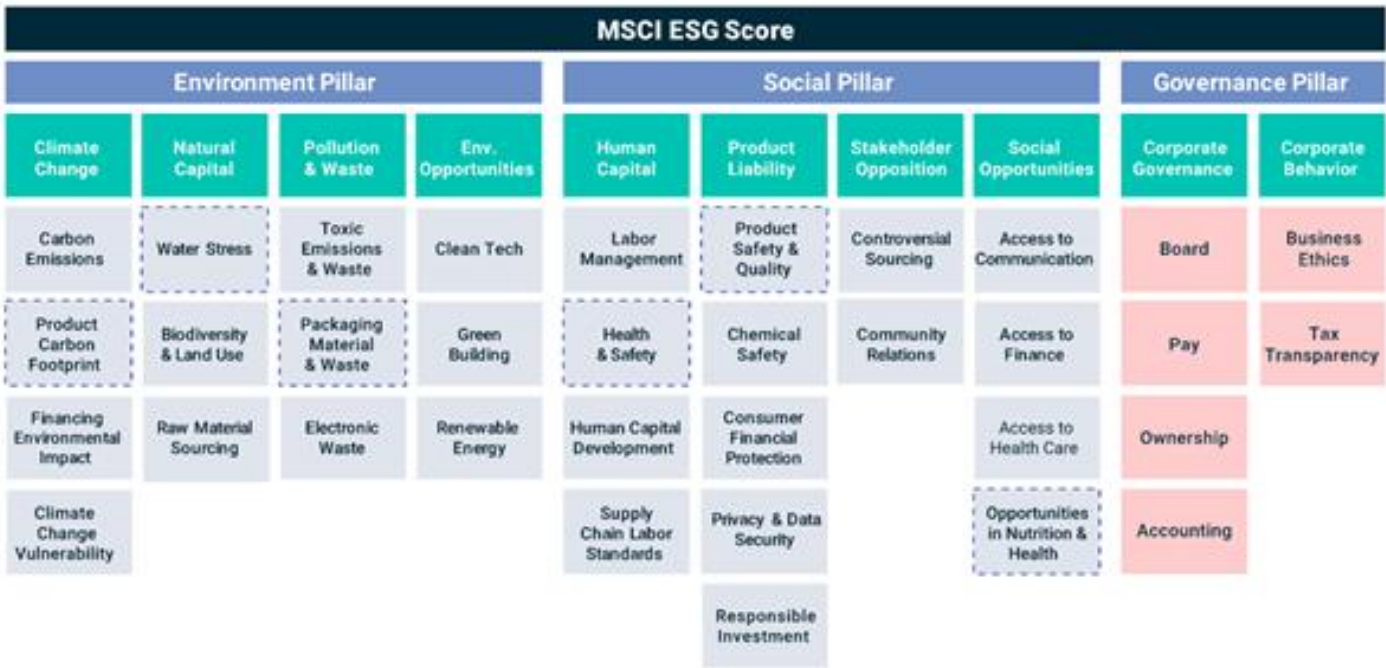 MSCI ESG Score
Environment Pillar
Social Pillar
Governance Pillar
Climate
Change
Natural
Capital
Pollution
& Waste
Env.
Opportunities
Human
Capital
Product
Liability
Stakeholder
Opposition
Social
Opportunities
Corporate
Governance
Corporate
Behavior
Carbon
Emissions
Water Stress
Toxic
Emissions
& Waste
Clean Tech
Labor
Management
Product
Safety &
Quality
Controversial
Sourcing
Access to
Communication
Board
Business
Ethics
Product
Carbon
Footprint
Biodiversity
& Land Use
Packaging
Material
& Waste
Green
Building
Health
& Safety
Chemical
Safety
Community
Relations
Access to
Finance
Pay
Tax
Transparency
Financing
Environmental
Impact
Raw Material
Sourcing
Electronic
Waste
Renewable
Energy
Human Capital
Development
Consumer
Financial
Protection
Access to
Health Care
Ownership
Climate
Change
Vulnerability
Supply
Chain Labor
Standards
Privacy & Data
Security
Opportunities
in Nutrition &
Health
Accounting
Responsible
Investment